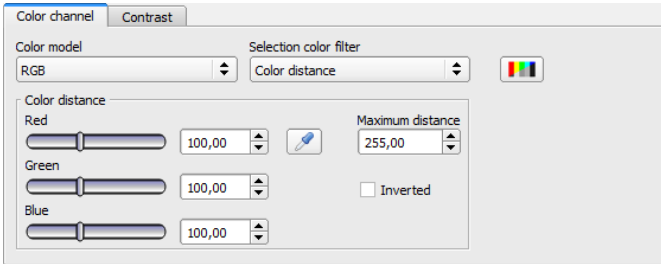 Color channel Contrast
Color model Selection color filter
RGB Color distance
Color distance
Red Maximum distance
100,00 255,00
Green
100,00 Inverted
Blue
100,00